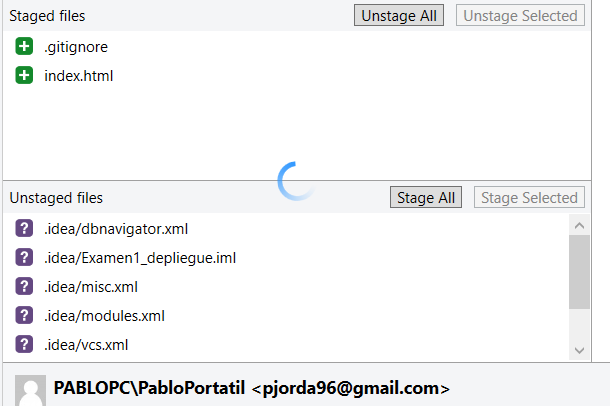 Staged files Unstage All Unstage Selected
.gitignore
index.html
Unstaged files Stage All Stage Selected
? .idea/dbnavigator.xml
? .idea/Examen1_depliegue.iml
? .idea/misc.xml
? .idea/modules.xml
? .idea/vcs.xml
PABLOPC\PabloPortatil <pjorda96@gmail.com>